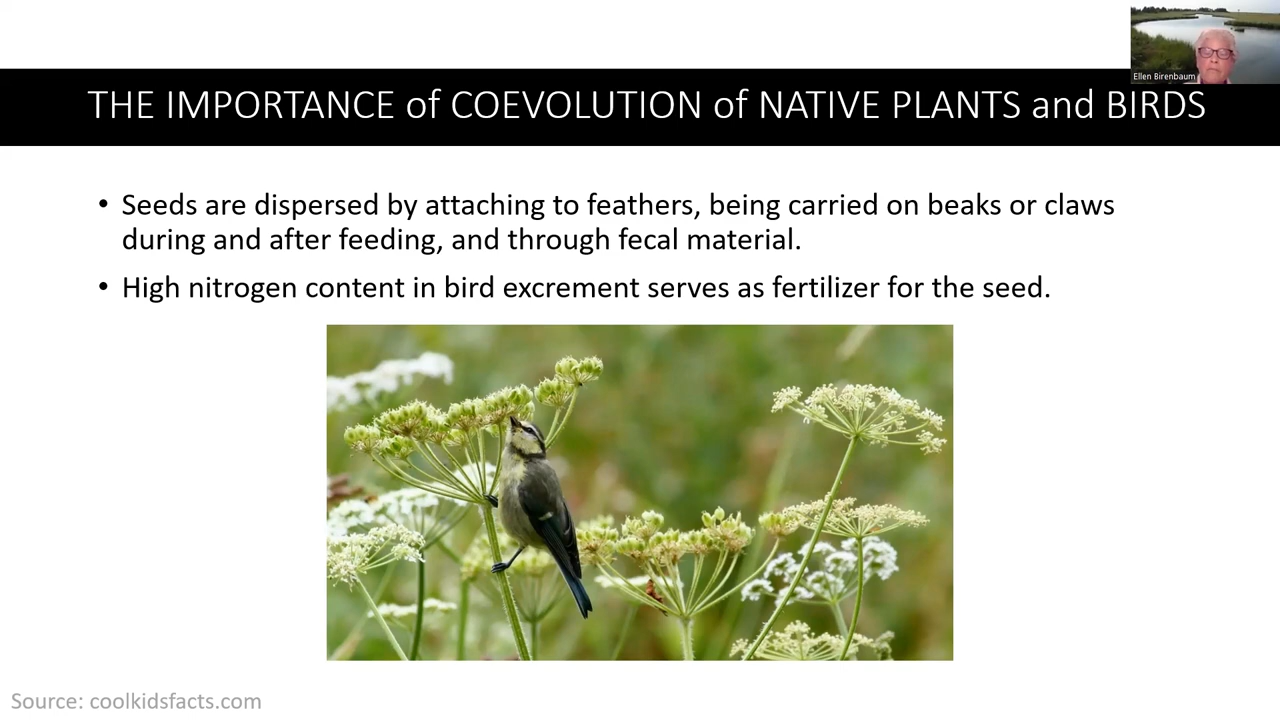 Ellen Birenbaum
THE IMPORTANCE of COEVOLUTION of NATIVE PLANTS and BIRDS
• Seeds are dispersed by attaching to feathers, being carried on beaks or claws
during and after feeding, and through fecal material.
• High nitrogen content in bird excrement serves as fertilizer for the seed.
Source: coolkidsfacts.com